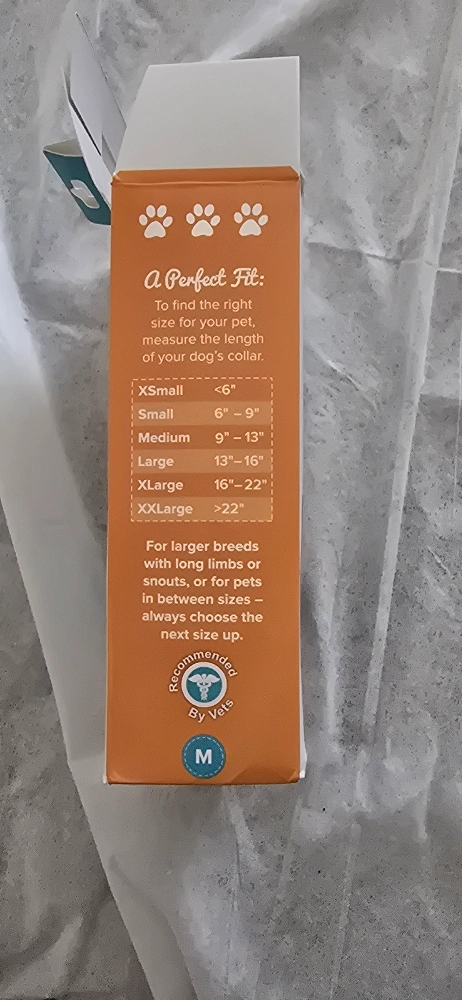 A Perfect Fit:
To find the right
size for your pet,
measure the length
of your dog's collar.
XSmall <6"
Small 6" – 9"
Medium 9" – 13"
Large 13"– 16"
XLarge 16"– 22"
XXLarge >22"
For larger breeds
with long limbs or
snouts, or for pets
in between sizes –
always choose the
next size up.
Recommended
By Vets
M